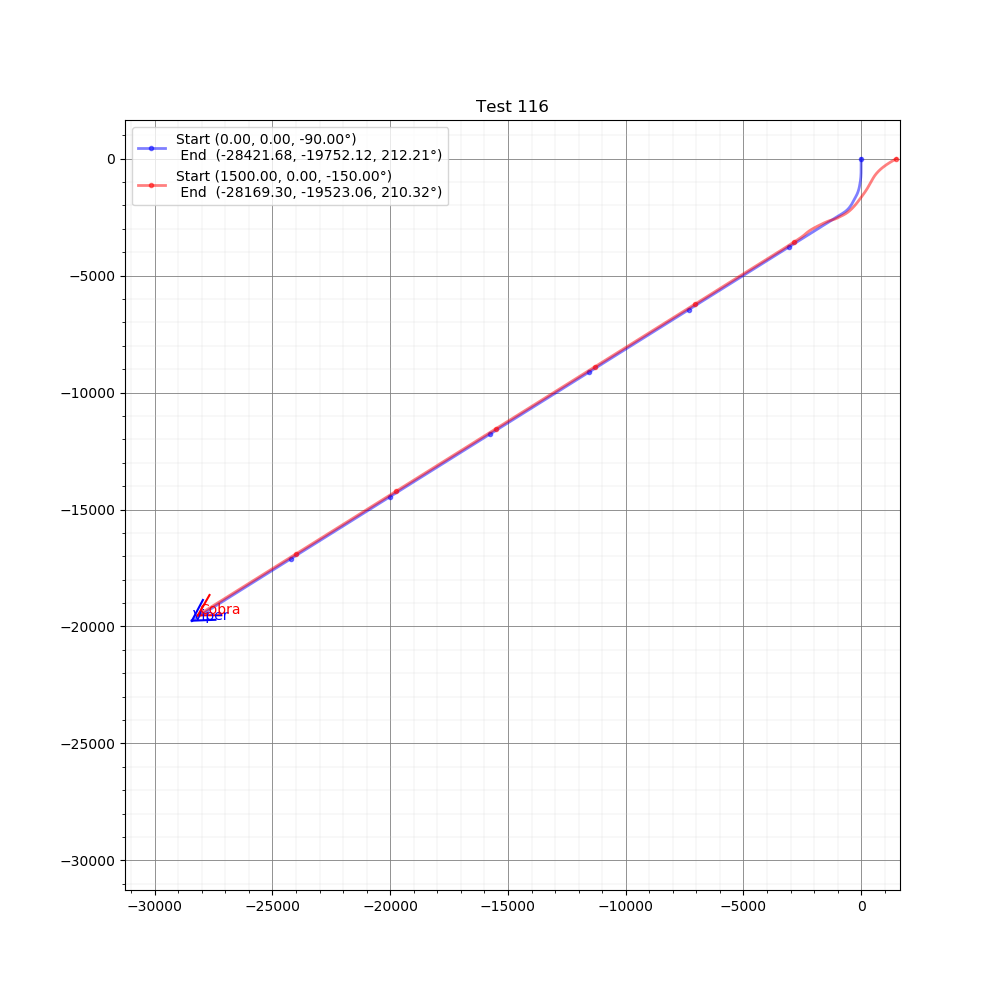 Test 116
Start (0.00, 0.00, -90.00°)
End  (-28421.68, -19752.12, 212.21°)
Start (1500.00, 0.00, -150.00°)
End  (-28169.30, -19523.06, 210.32°)
0
−5000
−10000
−15000
−20000
−25000
−30000
Cobra
Viper
−30000 −25000 −20000 −15000 −10000 −5000 0